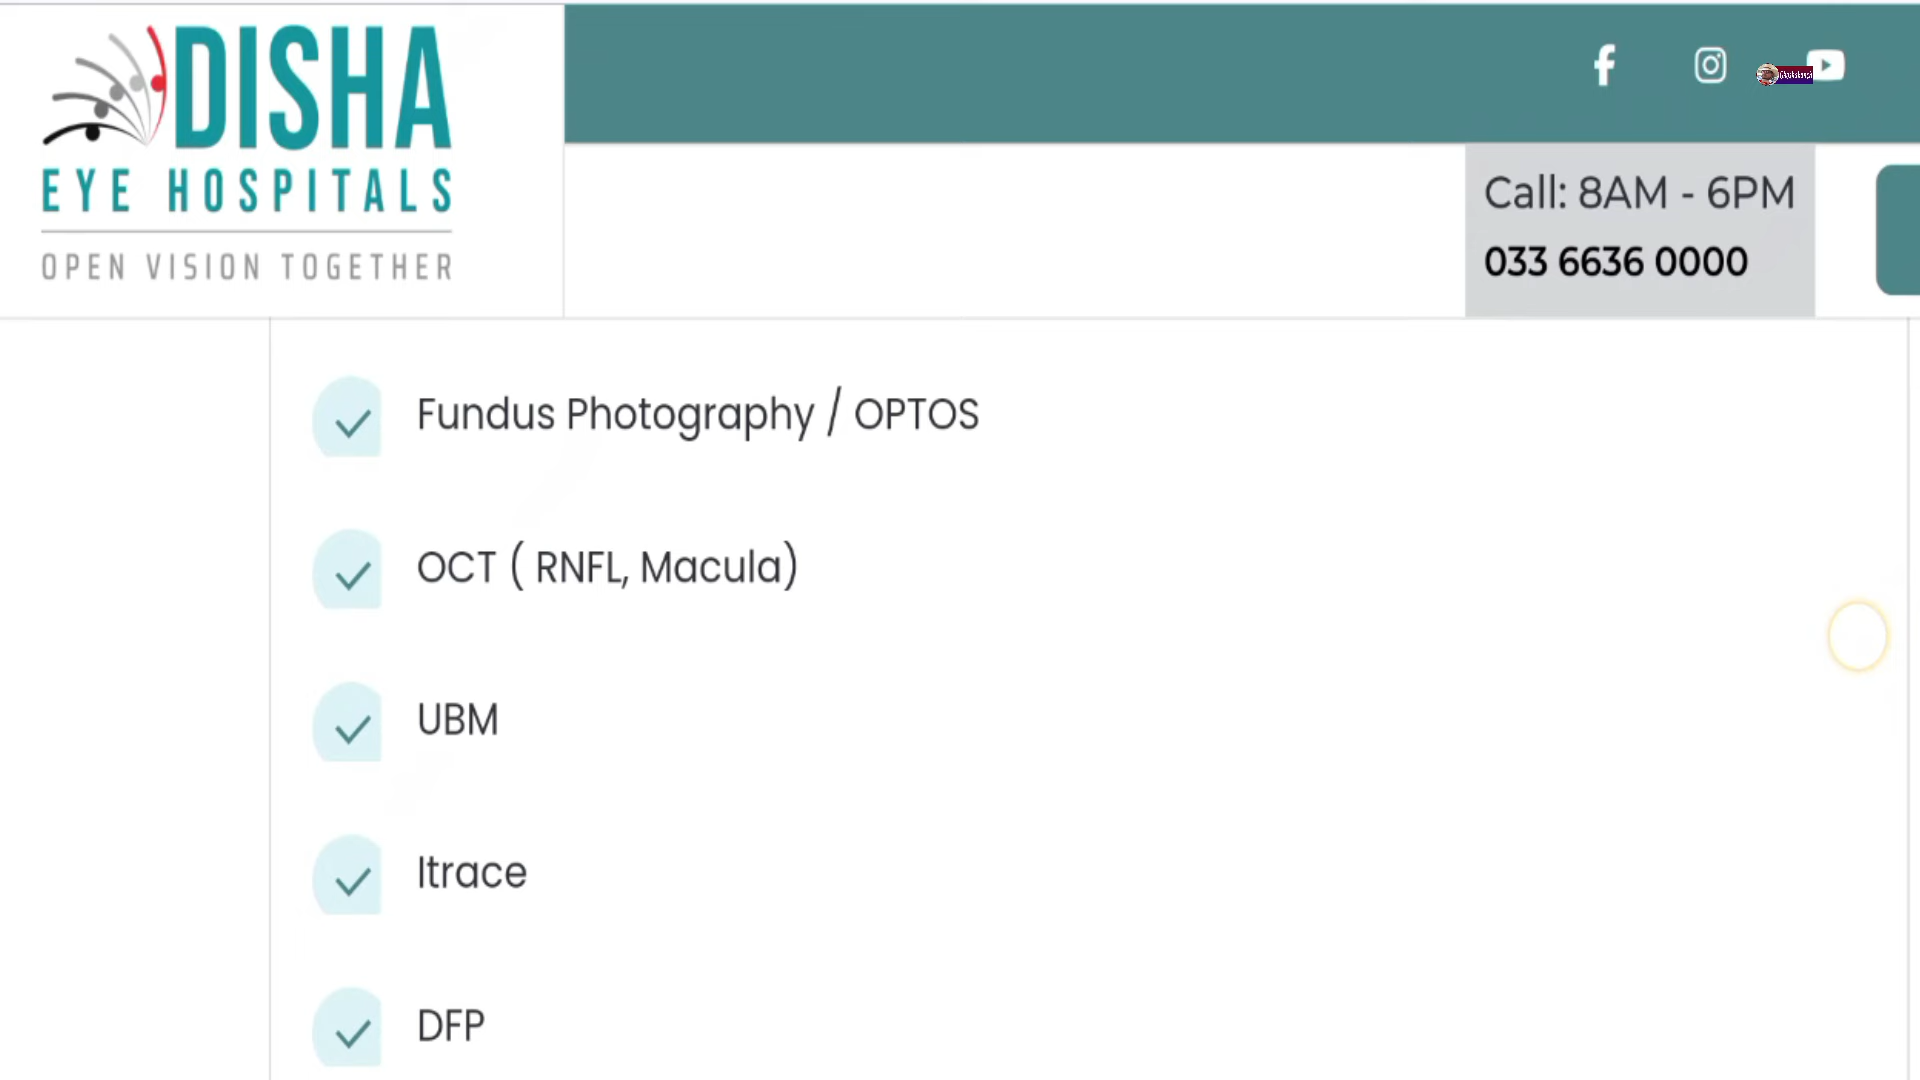 DISHA
EYE HOSPITALS
OPEN VISION TOGETHER
Call: 8AM - 6PM
033 6636 0000
Fundus Photography / OPTOS
OCT ( RNFL, Macula)
UBM
Itrace
DFP